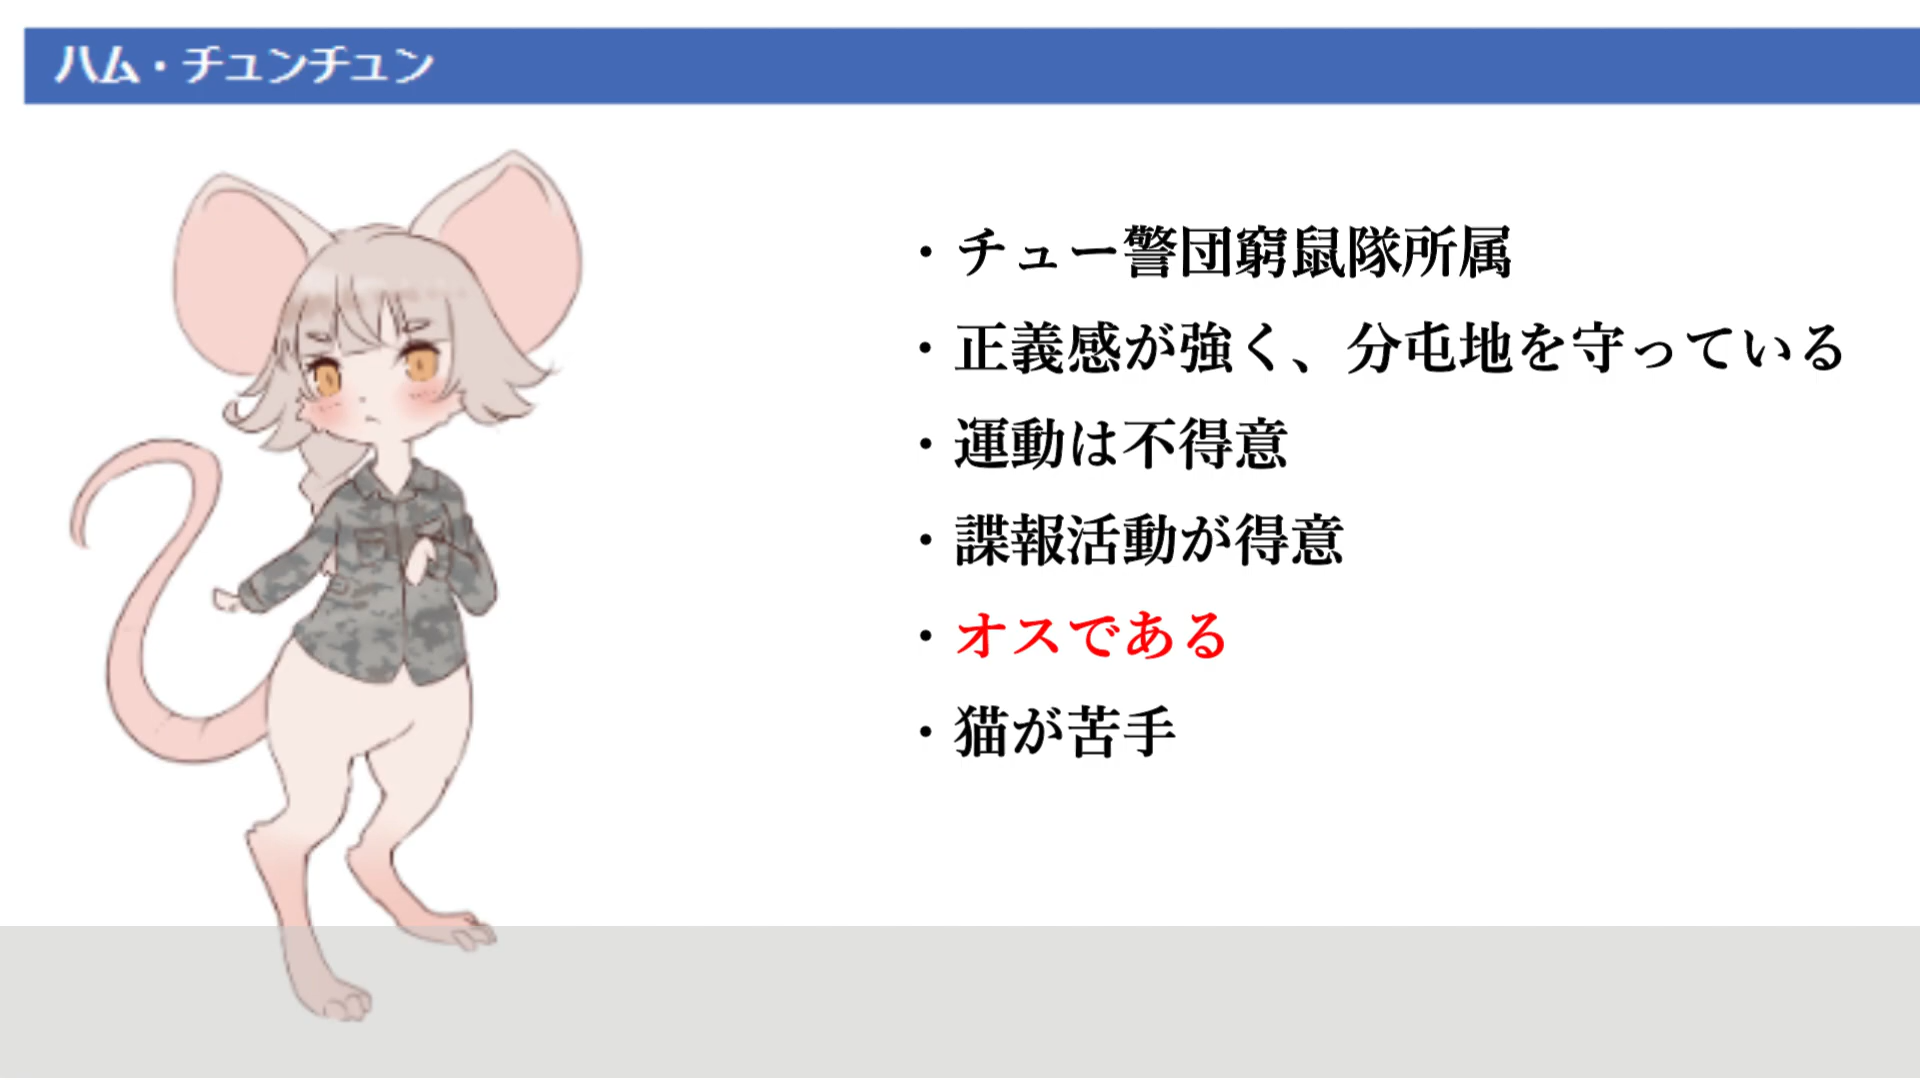 ハム・チュンチュン
・チュー警団窮鼠隊所属
・正義感が強く、分屯地を守っている
・運動は不得意
・諜報活動が得意
・オスである
・猫が苦手